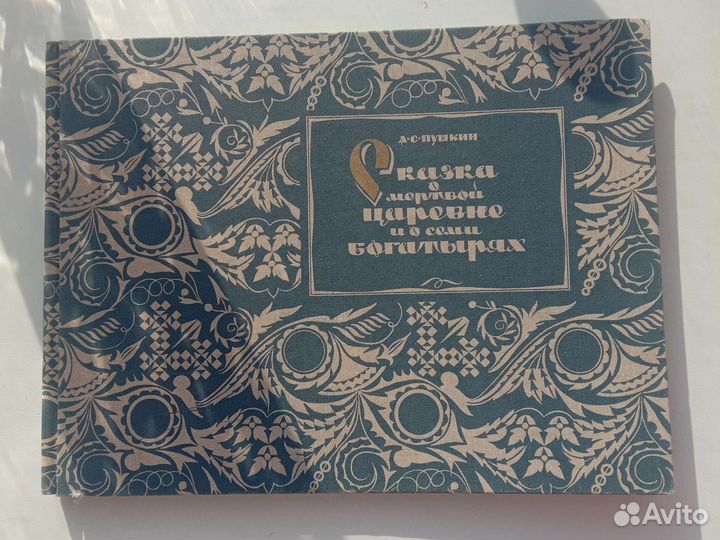 А·С·ПУШКИН
Сказка
о
мертвой
царевне
и о семи
богатырях
Avito